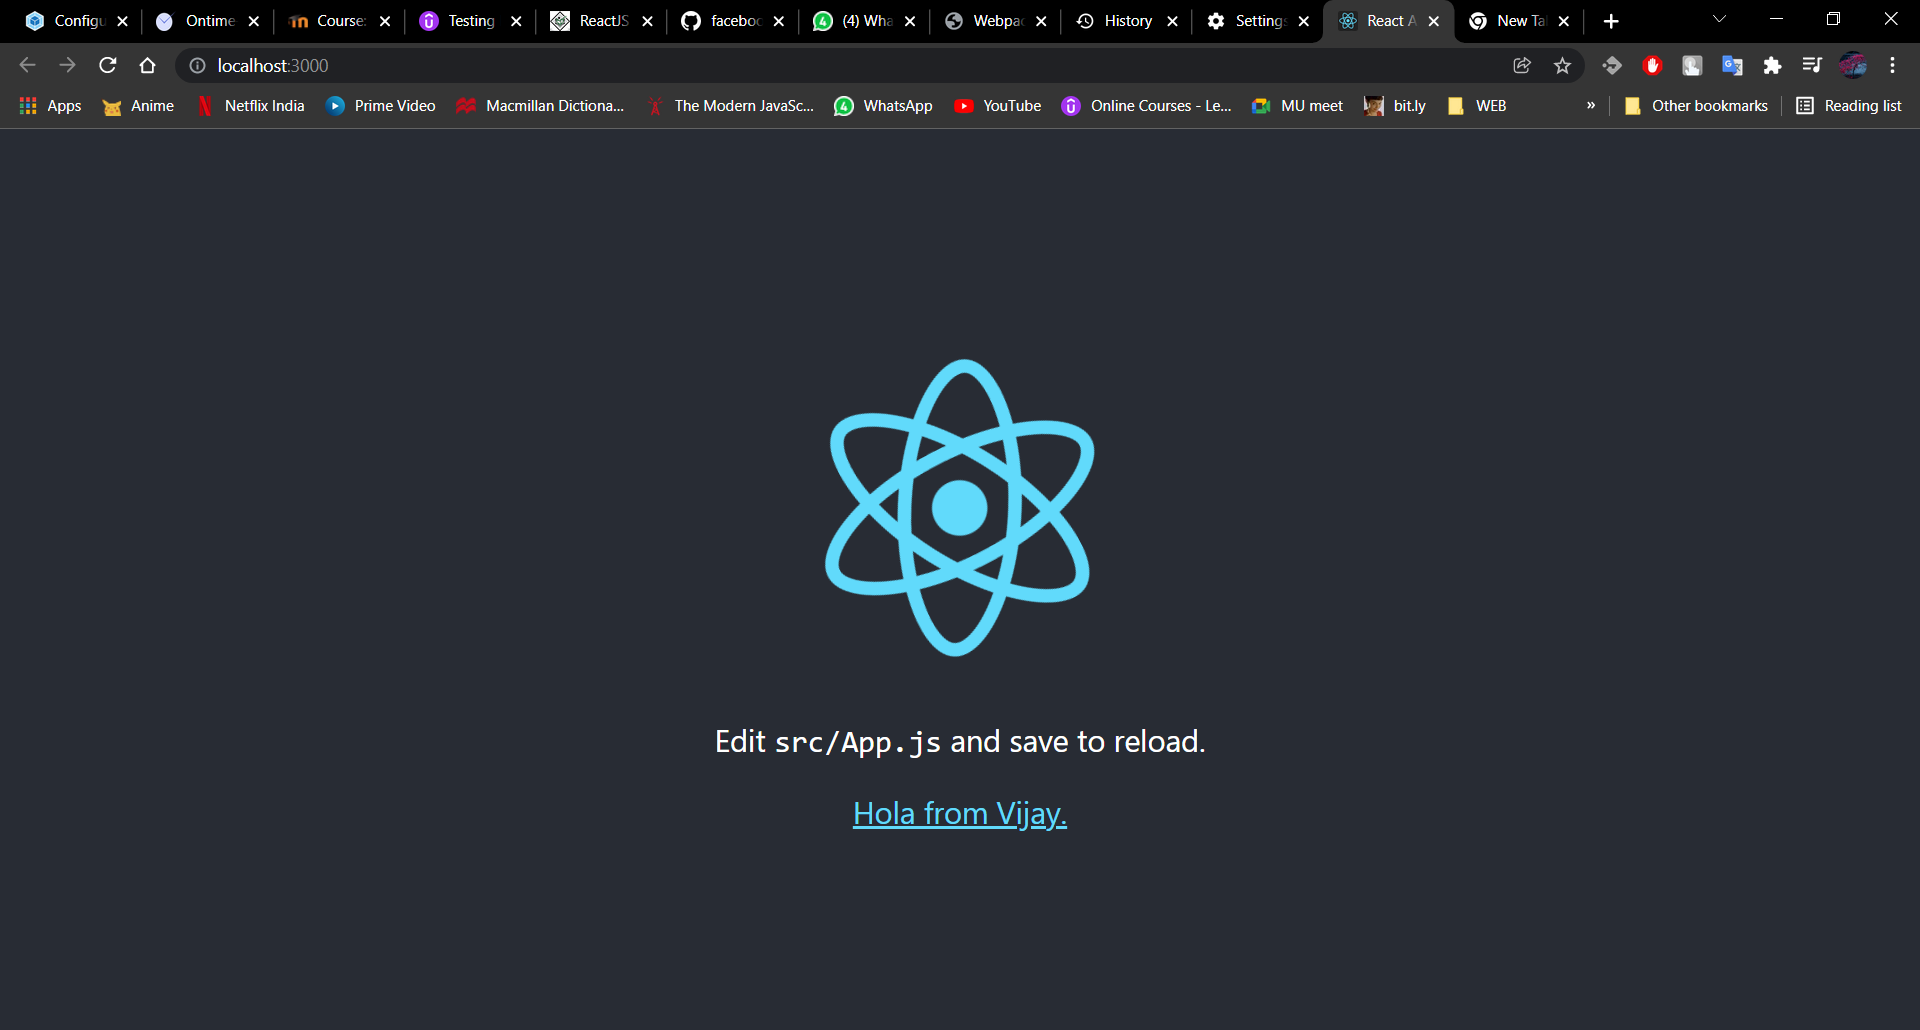 Configu Ontime Course: Testing ReactJS faceboo (4) Wha Webpac History Settings React A New Ta
localhost:3000
Apps Anime Netflix India Prime Video Macmillan Dictiona... The Modern JavaSc... WhatsApp YouTube Online Courses - Le... MU meet bit.ly WEB » Other bookmarks Reading list
Edit src/App.js and save to reload.
Hola from Vijay.